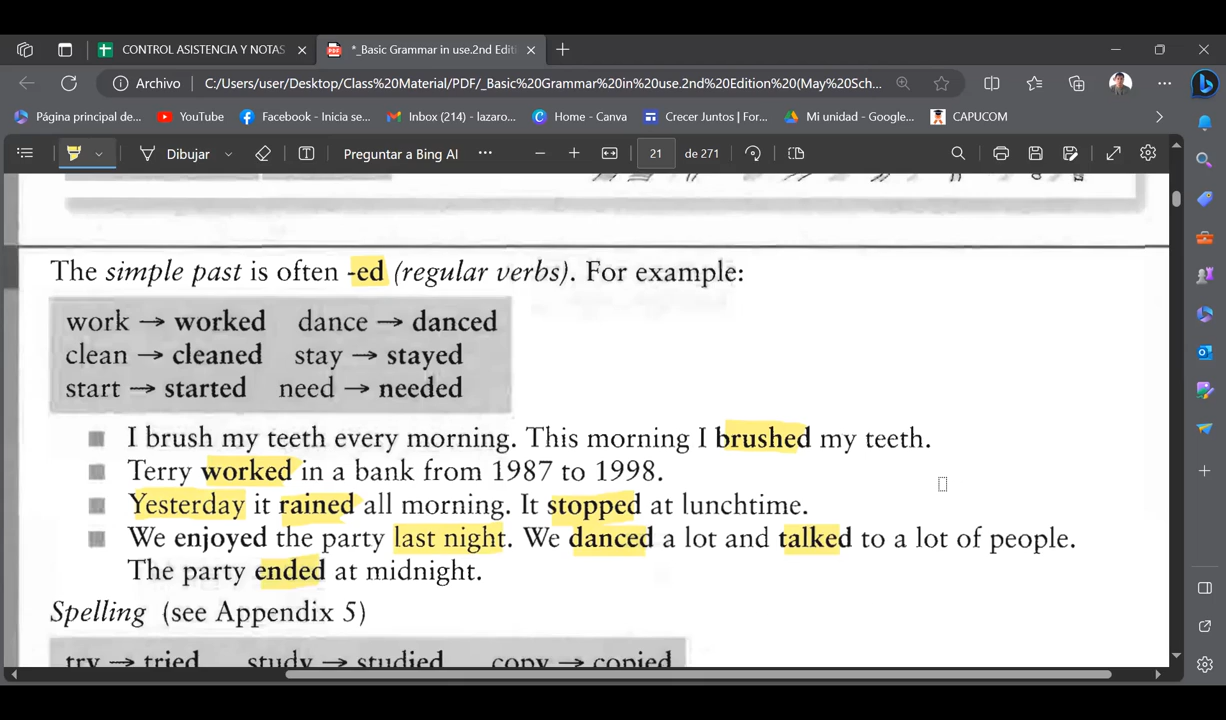 CONTROL ASISTENCIA Y NOTAS
*_Basic Grammar in use.2nd Editi
Archivo C:/Users/user/Desktop/Class%20Material/PDF/_Basic%20Grammar%20in%20use.2nd%20Edition%20(May%20Sch...
Página principal de... YouTube Facebook - Inicia se... Inbox (214) - lazaro... Home - Canva Crecer Juntos | For... Mi unidad - Google... CAPUCOM
Dibujar Preguntar a Bing AI 21 de 271
The simple past is often -ed (regular verbs). For example:
work → worked dance → danced
clean → cleaned stay → stayed
start → started need → needed
I brush my teeth every morning. This morning I brushed my teeth.
Terry worked in a bank from 1987 to 1998.
Yesterday it rained all morning. It stopped at lunchtime.
We enjoyed the party last night. We danced a lot and talked to a lot of people.
The party ended at midnight.
Spelling (see Appendix 5)
try → tried study → studied copy → copied